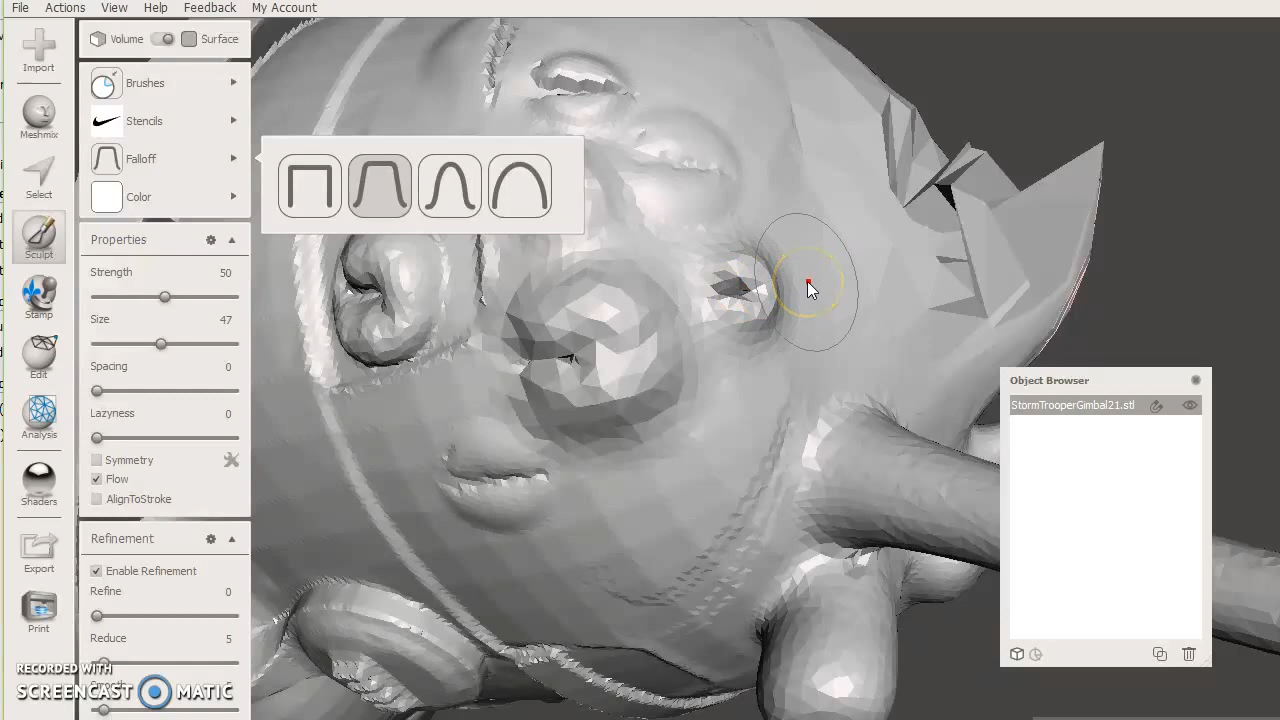 File Actions View Help Feedback My Account
Import
Meshmix
Select
Sculpt
Stamp
Edit
Analysis
Shaders
Export
Print
Volume Surface
Brushes
Stencils
Falloff
Color
Properties
Strength 50
Size 47
Spacing 0
Lazyness 0
Symmetry
Flow
AlignToStroke
Refinement
Enable Refinement
Refine 0
Reduce 5
RECORDED WITH
SCREENCAST MATIC
Object Browser
StormTrooperGimbal21.stl